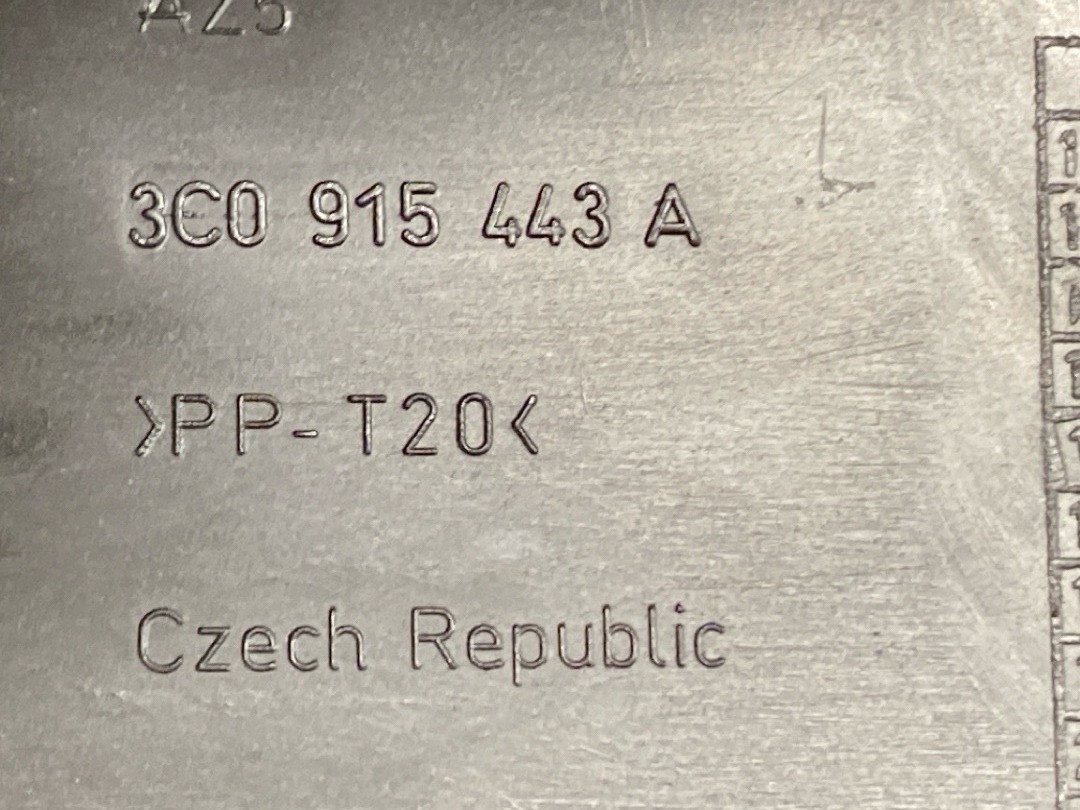 3C0 915 443 A
>PP-T20<
Czech Republic